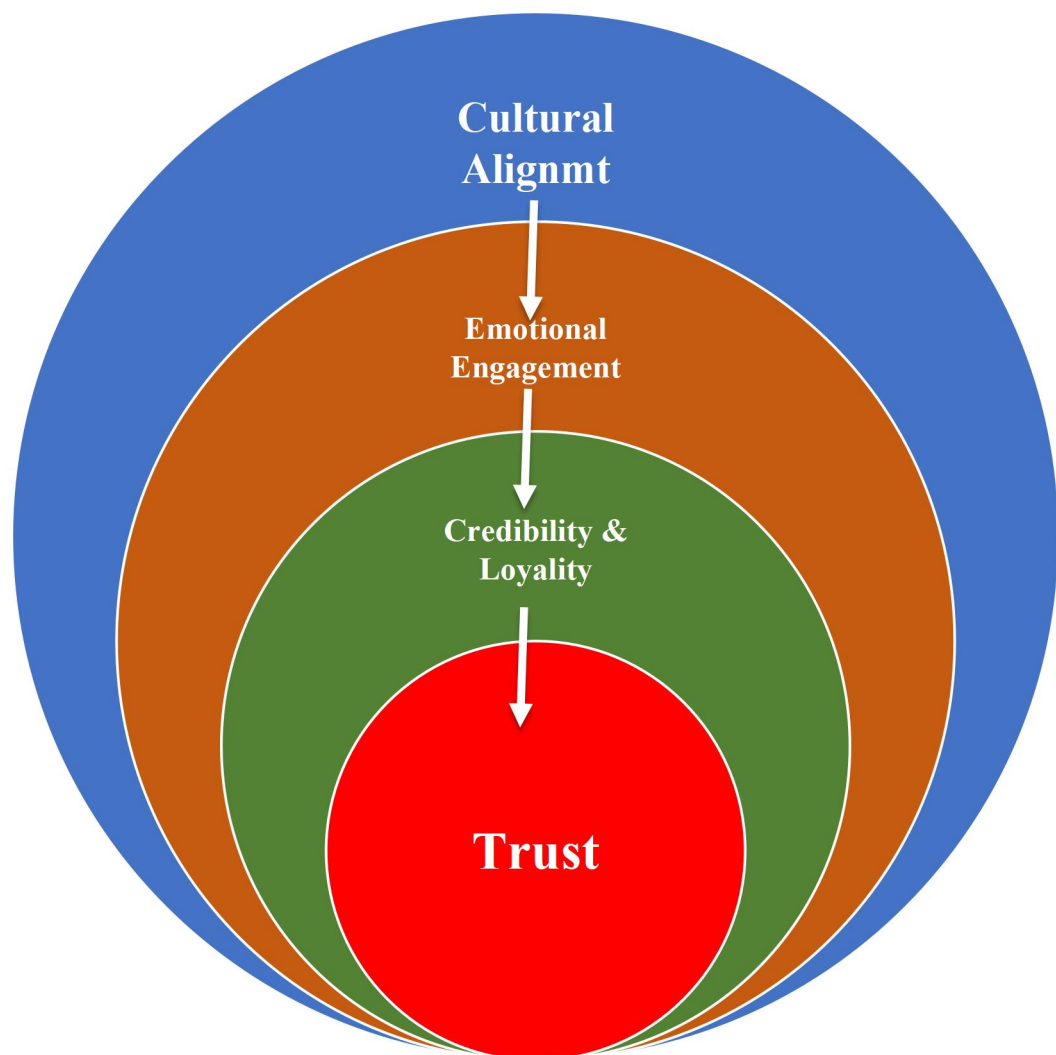 Cultural
Alignmt
Emotional
Engagement
Credibility &
Loyality
Trust